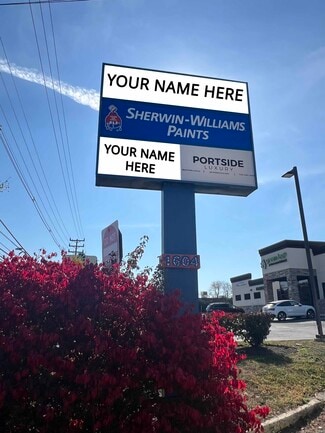 YOUR NAME HERE
SHERWIN-WILLIAMS
PAINTS
YOUR NAME
HERE
PORTSIDE
LUXURY
1604